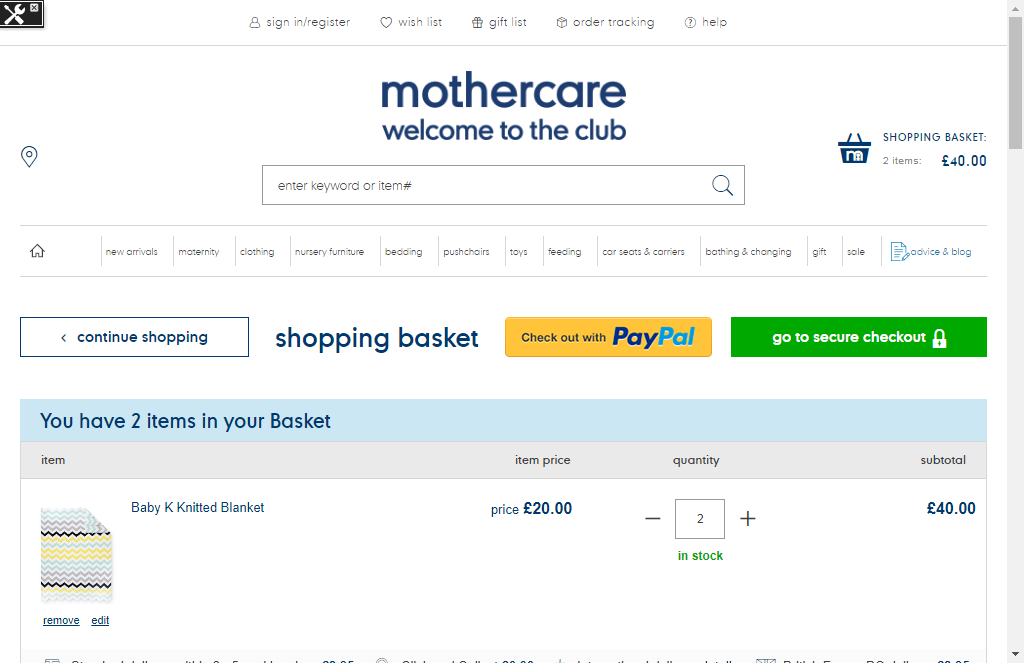 sign in/register
wish list
gift list
order tracking
help
mothercare
welcome to the club
SHOPPING BASKET:
2 items: £40.00
enter keyword or item#
new arrivals
maternity
clothing
nursery furniture
bedding
pushchairs
toys
feeding
car seats & carriers
bathing & changing
gift
sale
advice & blog
‹ continue shopping
shopping basket
Check out with PayPal
go to secure checkout
You have 2 items in your Basket
item
item price
quantity
subtotal
Baby K Knitted Blanket
price £20.00
2
£40.00
in stock
remove
edit